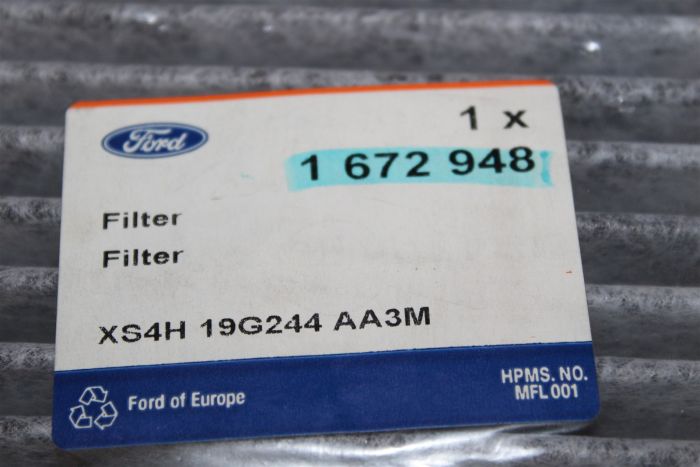 Ford
1 x
1 672 948
Filter
Filter
XS4H 19G244 AA3M
Ford of Europe
HPMS. NO.
MFL 001